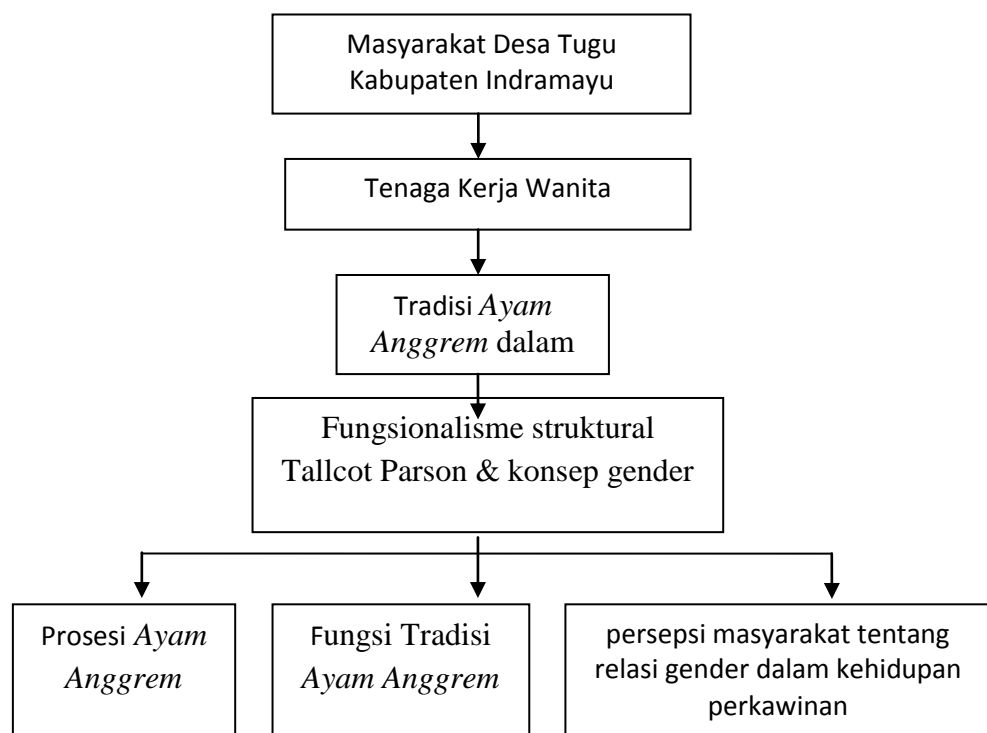 Masyarakat Desa Tugu
Kabupaten Indramayu
Tenaga Kerja Wanita
Tradisi Ayam
Anggrem dalam
Fungsionalisme struktural
Tallcot Parson & konsep gender
Prosesi Ayam
Anggrem
Fungsi Tradisi
Ayam Anggrem
persepsi masyarakat tentang
relasi gender dalam kehidupan
perkawinan